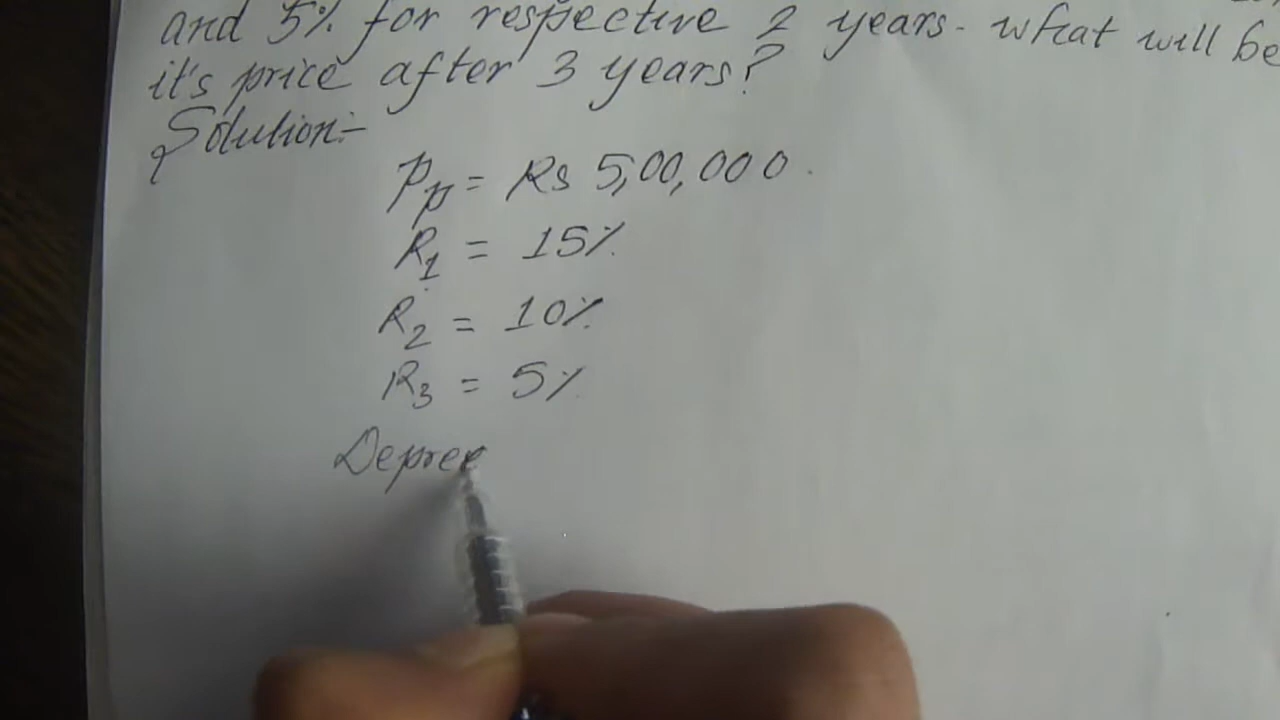 and 5% for respective 2 years. what will be
it's price after 3 years?
Solution:-
Pp = Rs 5,00,000.
R1 = 15%
R2 = 10%
R3 = 5%
Depree